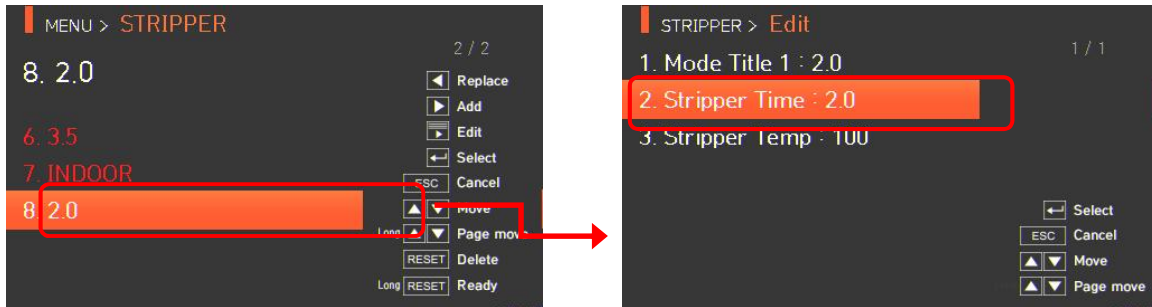 MENU > STRIPPER
2 / 2
8. 2.0
Replace
Add
6. 3.5
Edit
Select
7. INDOOR
ESC Cancel
8. 2.0
Move
Long Page move
RESET Delete
Long RESET Ready
STRIPPER > Edit
1 / 1
1. Mode Title 1 : 2.0
2. Stripper Time : 2.0
3. Stripper Temp : 100
Select
ESC Cancel
Move
Page move